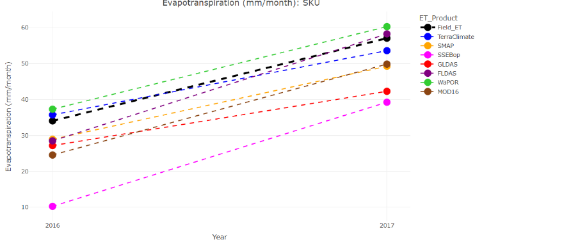 Evapotranspiration (mm/month): SKU
ET_Product
Field_ET
TerraClimate
SMAP
SSEBop
GLDAS
FLDAS
WaPOR
MOD16
Evapotranspiration (mm/month)
60
50
40
30
20
10
2016
2017
Year